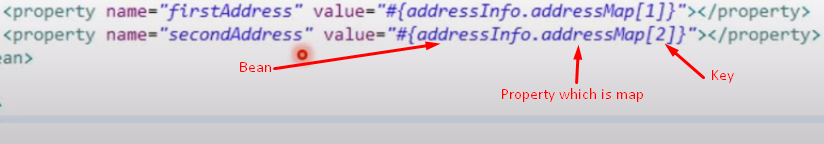 <property name="firstAddress" value="#{addressInfo.addressMap[1]}"></property>
<property name="secondAddress" value="#{addressInfo.addressMap[2]}"></property>
ean>
Bean
Key
Property which is map